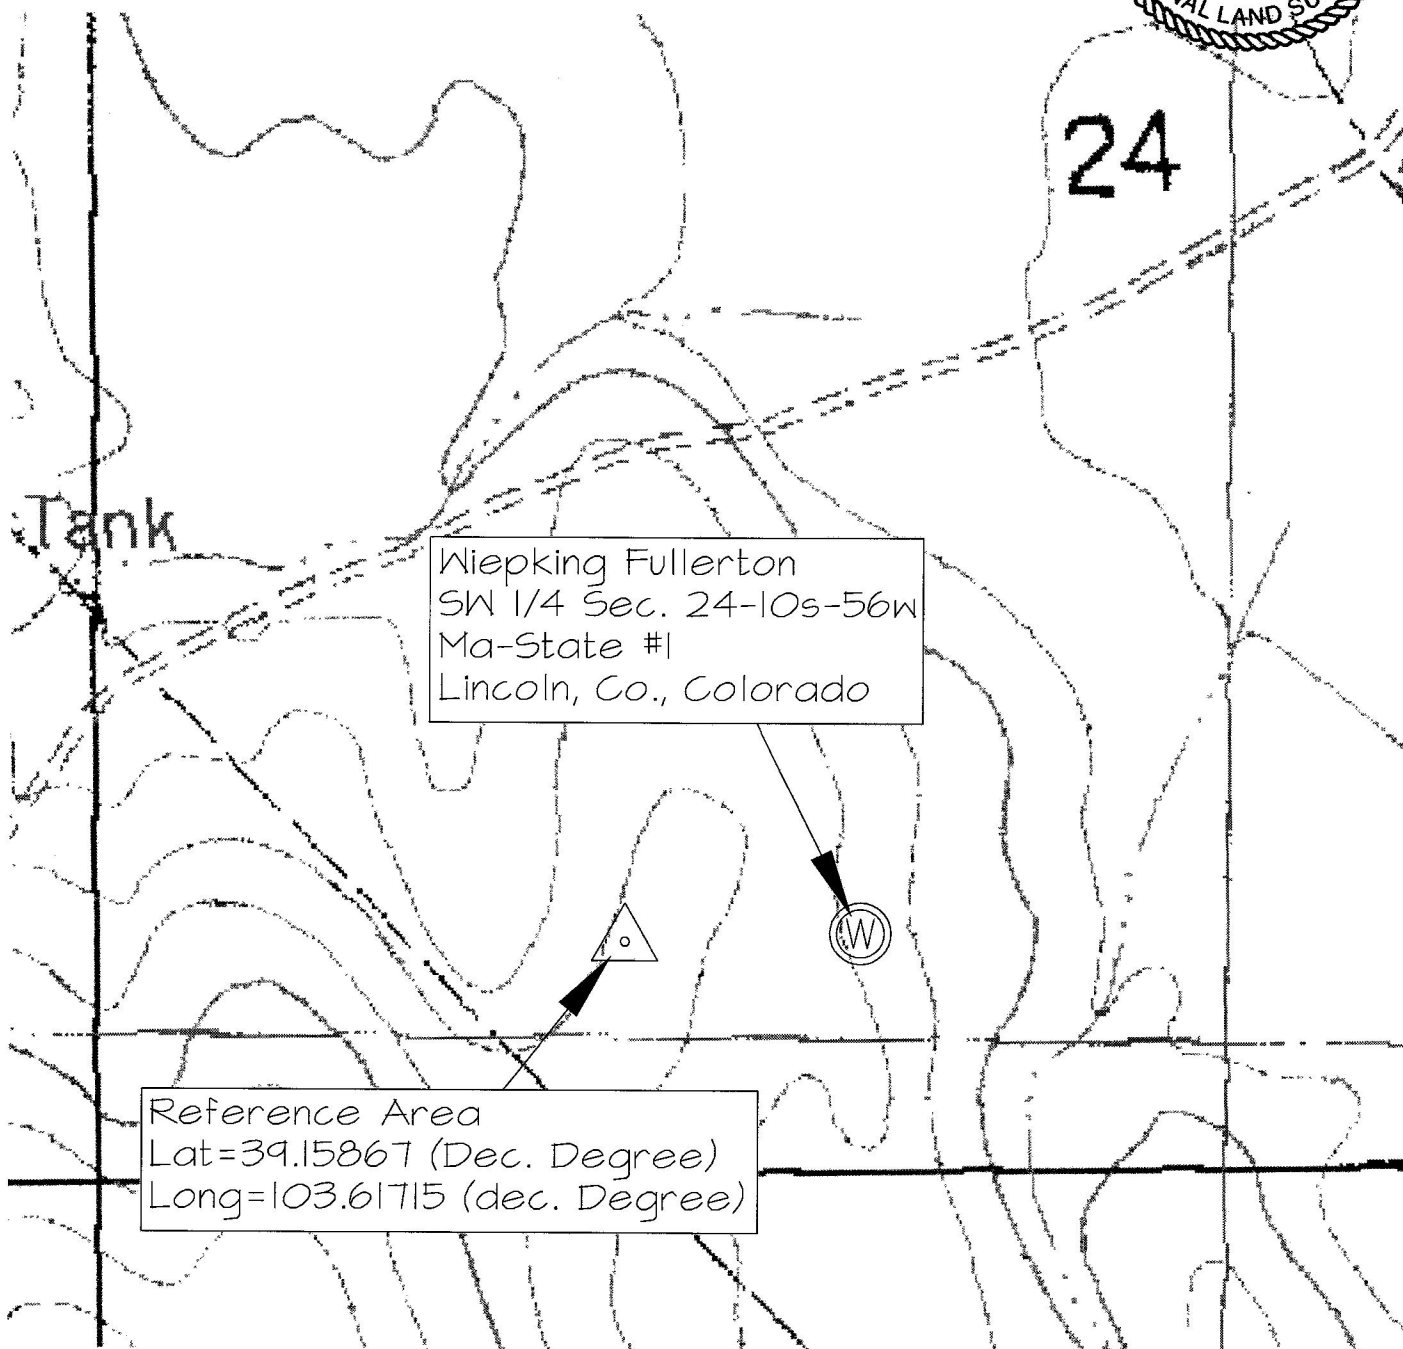 NAL LAND SU
24
Tank
Wiepking Fullerton
SW 1/4 Sec. 24-10s-56w
Ma-State #1
Lincoln, Co., Colorado
W
Reference Area
Lat=39.15867 (Dec. Degree)
Long=103.61715 (dec. Degree)